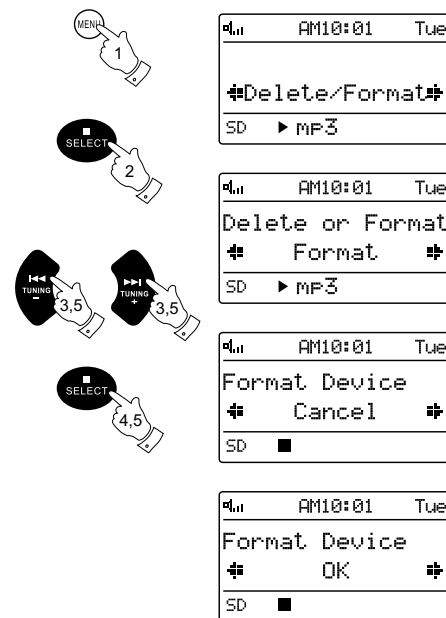 MENU
1
SELECT
2
TUNING
−
3,5
TUNING
+
3,5
SELECT
4,5
AM10:01 Tue
Delete/Format
SD ▶ mp3
AM10:01 Tue
Delete or Format
Format
SD ▶ mp3
AM10:01 Tue
Format Device
Cancel
SD ■
AM10:01 Tue
Format Device
OK
SD ■